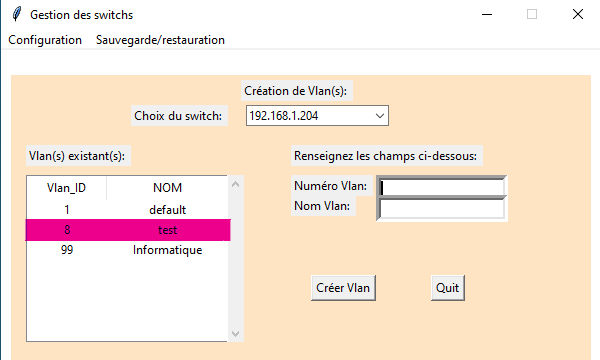 Gestion des switchs
Configuration Sauvegarde/restauration
Création de Vlan(s):
Choix du switch: 192.168.1.204
Vlan(s) existant(s):
Renseignez les champs ci-dessous:
Vlan_ID NOM
1 default
8 test
99 Informatique
Numéro Vlan:
Nom Vlan:
Créer Vlan Quit